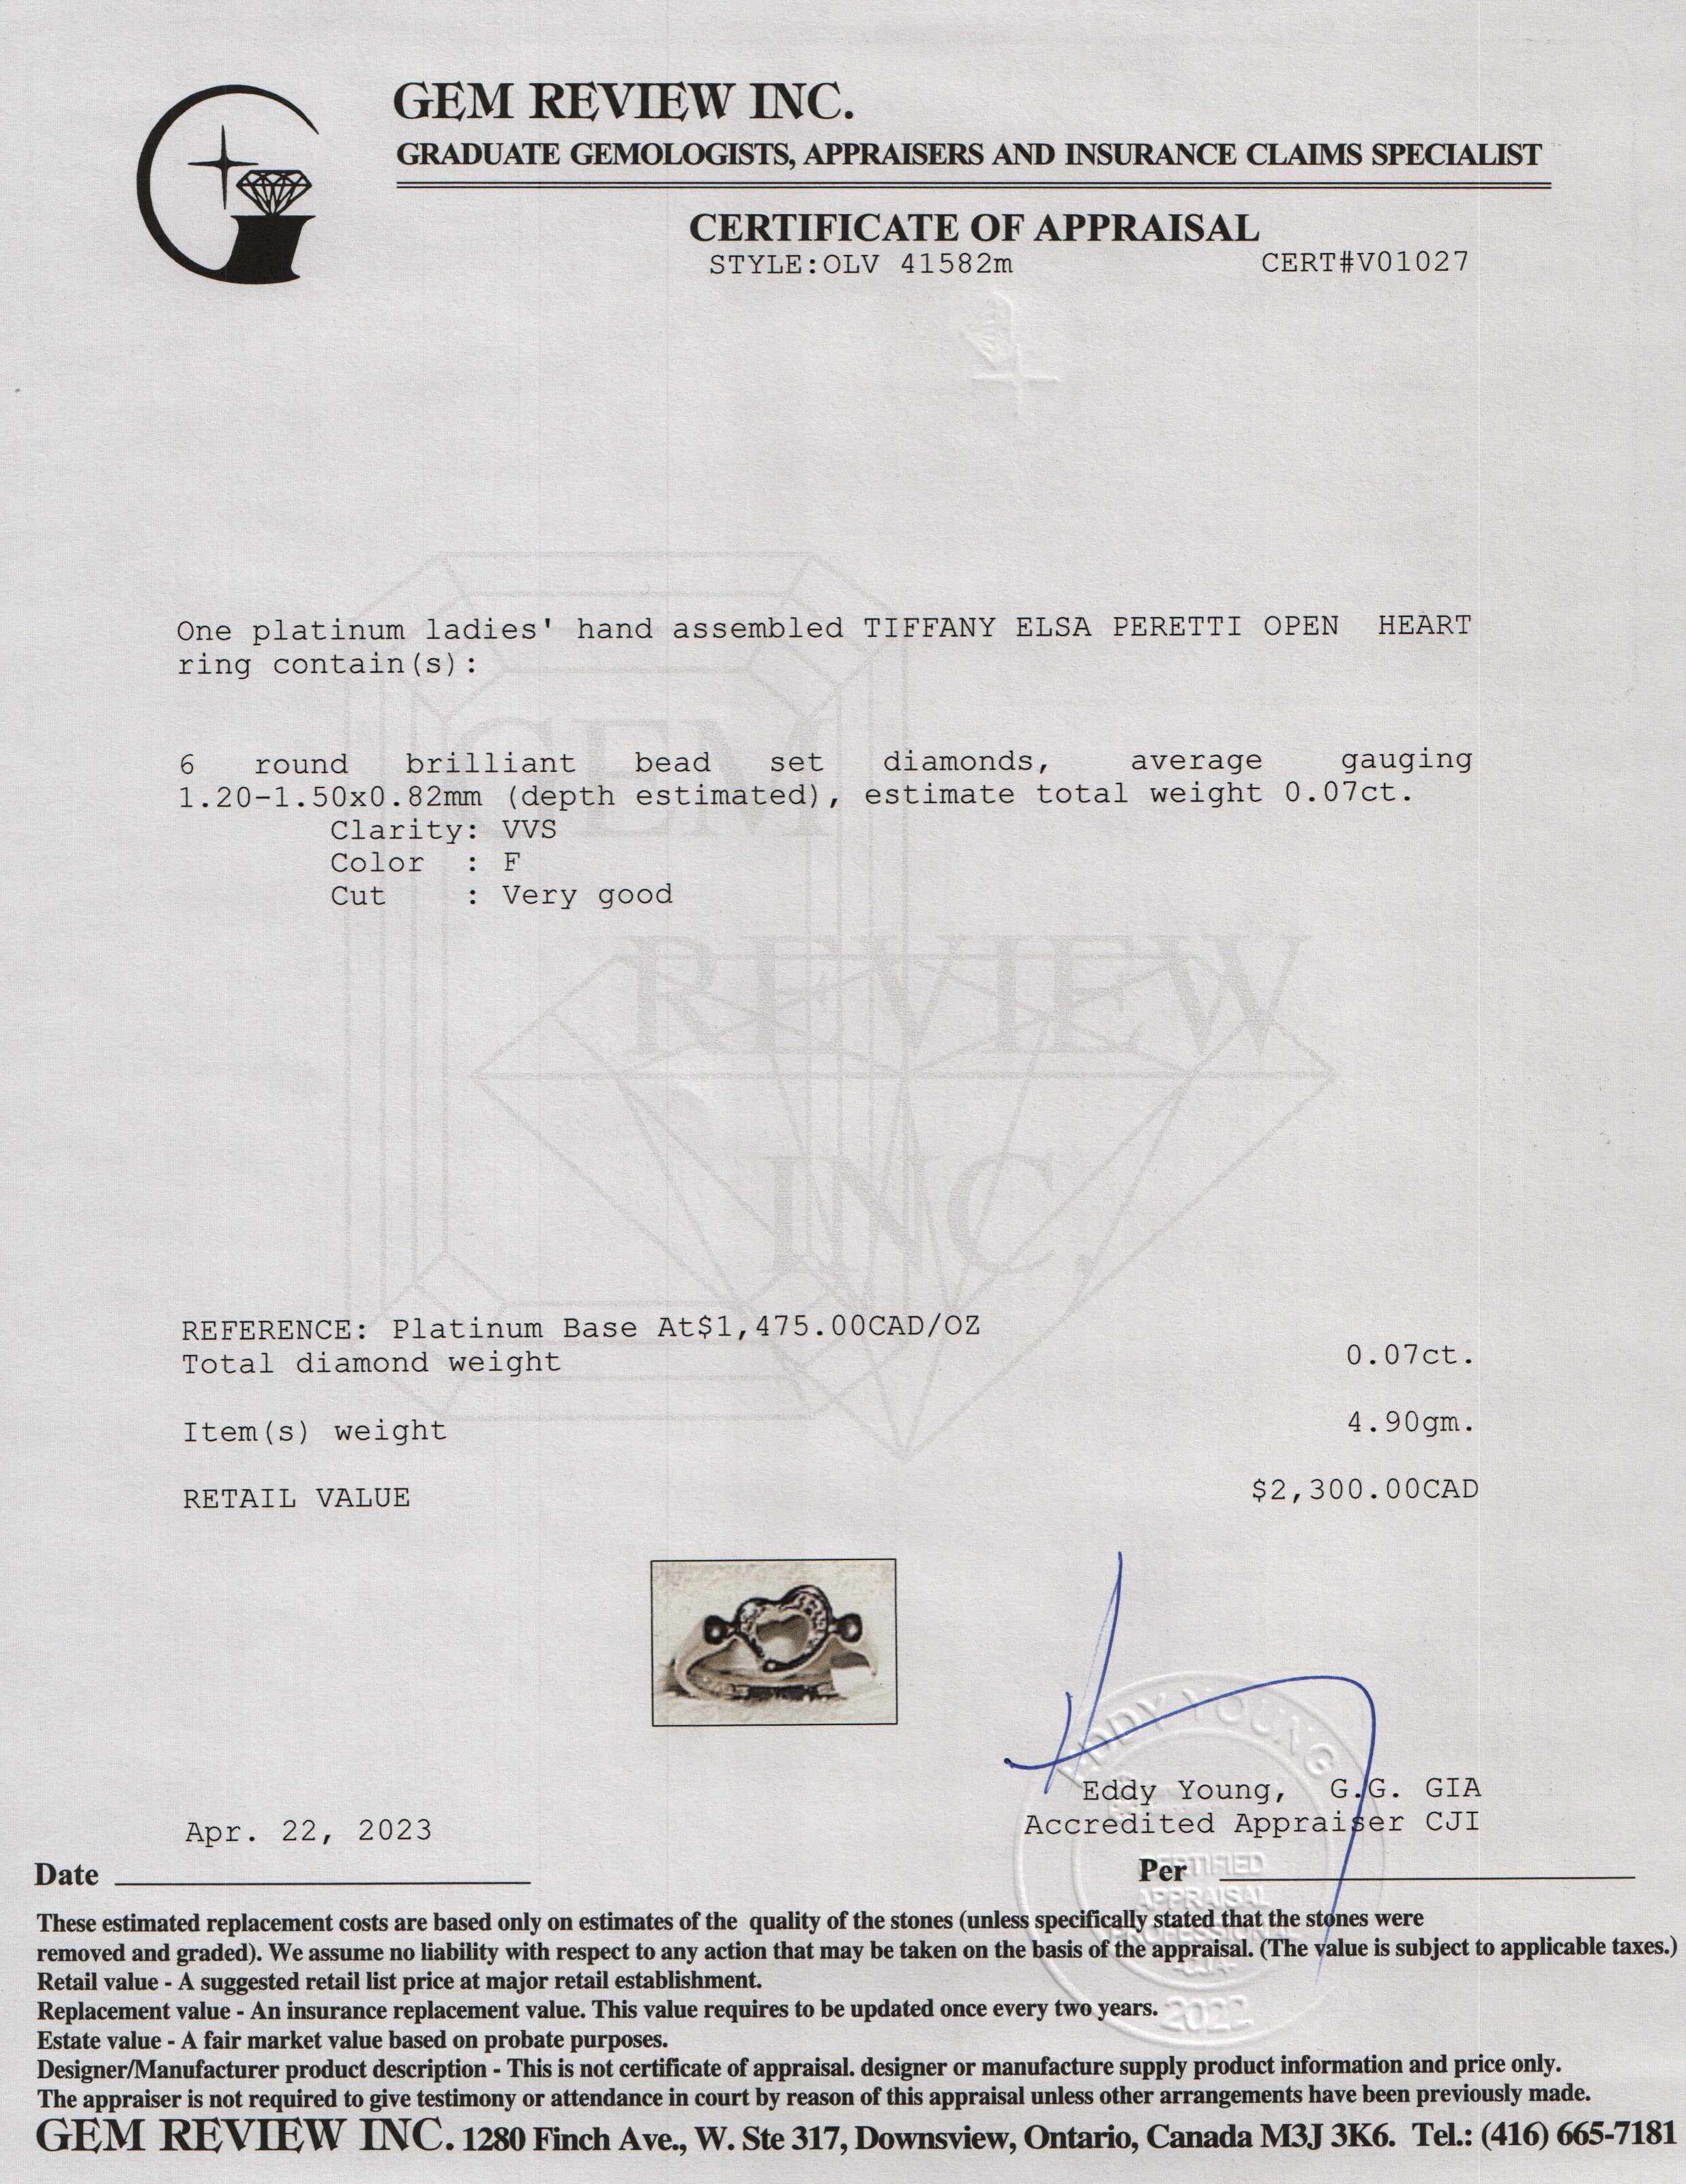 GEM REVIEW INC.
GRADUATE GEMOLOGISTS, APPRAISERS AND INSURANCE CLAIMS SPECIALIST
CERTIFICATE OF APPRAISAL
STYLE:OLV 41582m CERT#V01027
One platinum ladies' hand assembled TIFFANY ELSA PERETTI OPEN HEART
ring contain(s):
6 round brilliant bead set diamonds, average gauging
1.20-1.50x0.82mm (depth estimated), estimate total weight 0.07ct.
Clarity: VVS
Color : F
Cut : Very good
GEM
REVIEW
INC.
REFERENCE: Platinum Base At$1,475.00CAD/OZ
Total diamond weight 0.07ct.
Item(s) weight 4.90gm.
RETAIL VALUE $2,300.00CAD
EDDY YOUNG
Eddy Young, G.G. GIA
Accredited Appraiser CJI
Apr. 22, 2023
Date
Per
CERTIFIED
APPRAISAL
PROFESSIONAL
2022
These estimated replacement costs are based only on estimates of the quality of the stones (unless specifically stated that the stones were
removed and graded). We assume no liability with respect to any action that may be taken on the basis of the appraisal. (The value is subject to applicable taxes.)
Retail value - A suggested retail list price at major retail establishment.
Replacement value - An insurance replacement value. This value requires to be updated once every two years.
Estate value - A fair market value based on probate purposes.
Designer/Manufacturer product description - This is not certificate of appraisal. designer or manufacture supply product information and price only.
The appraiser is not required to give testimony or attendance in court by reason of this appraisal unless other arrangements have been previously made.
GEM REVIEW INC. 1280 Finch Ave., W. Ste 317, Downsview, Ontario, Canada M3J 3K6. Tel.: (416) 665-7181